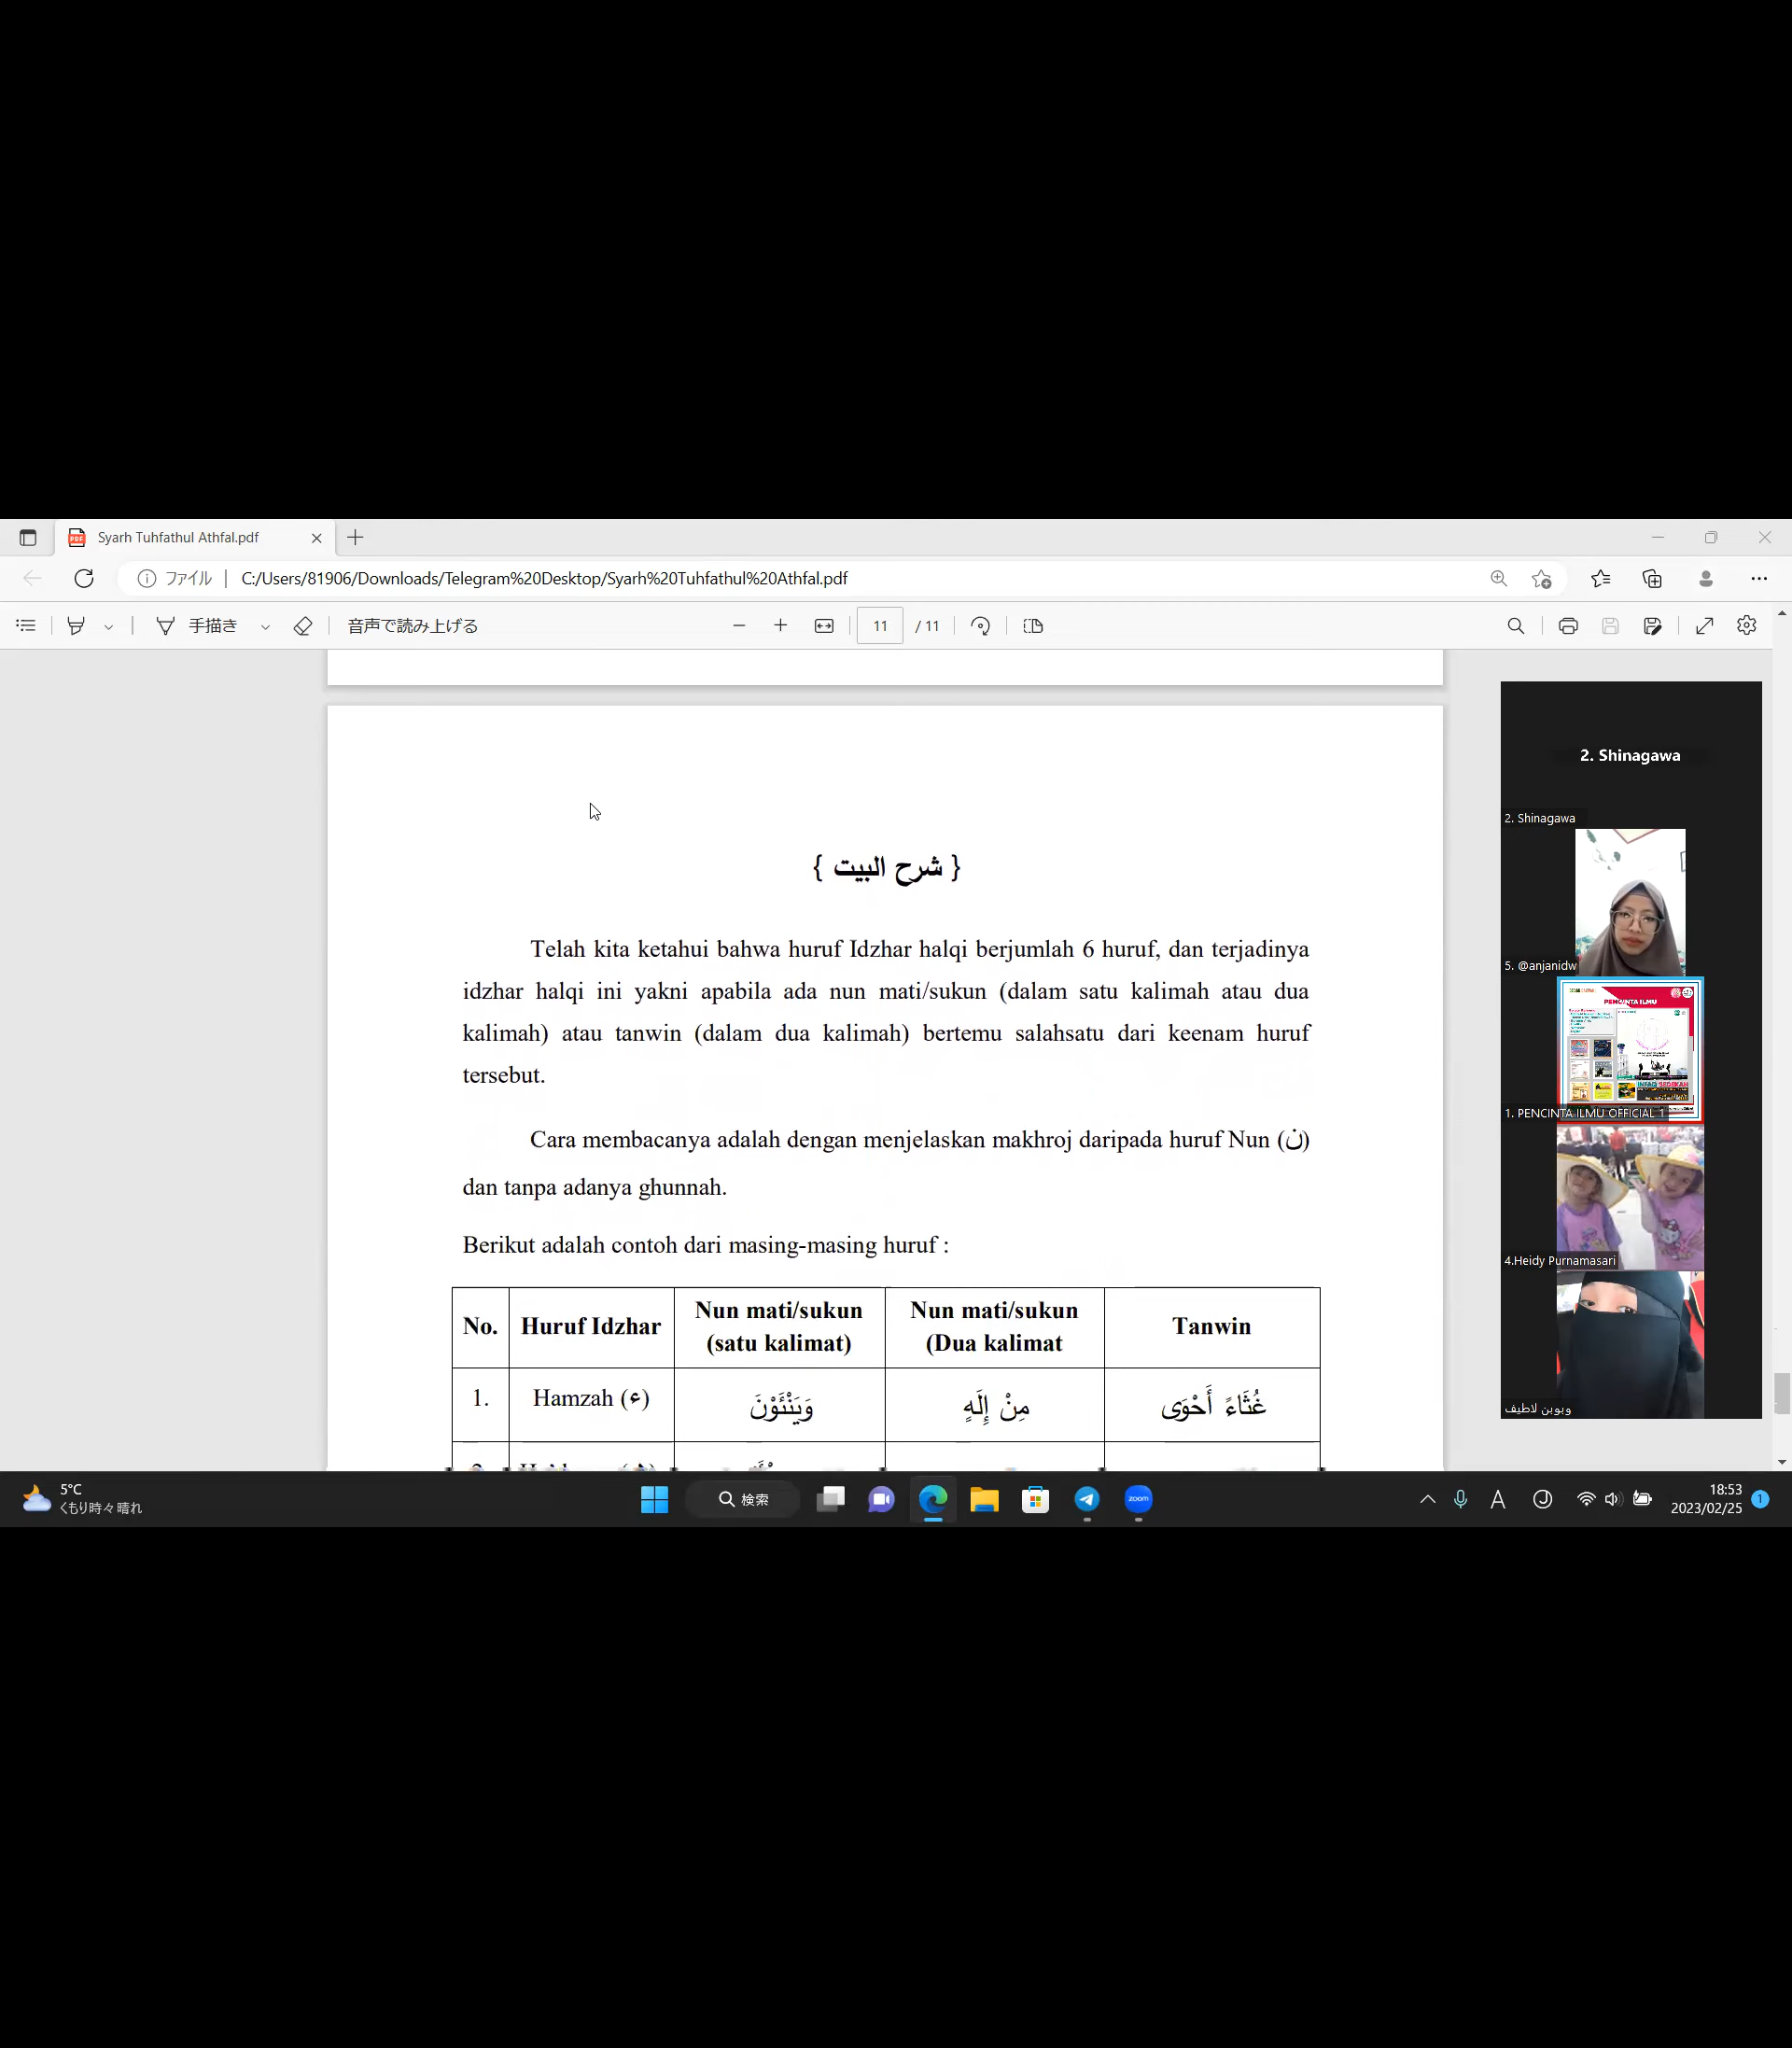 Syarh Tuhfathul Athfal.pdf
ファイル
C:/Users/81906/Downloads/Telegram%20Desktop/Syarh%20Tuhfathul%20Athfal.pdf
手描き
音声で読み上げる
11 / 11
{ شرح البيت }
Telah kita ketahui bahwa huruf Idzhar halqi berjumlah 6 huruf, dan terjadinya
idzhar halqi ini yakni apabila ada nun mati/sukun (dalam satu kalimah atau dua
kalimah) atau tanwin (dalam dua kalimah) bertemu salahsatu dari keenam huruf
tersebut.
Cara membacanya adalah dengan menjelaskan makhroj daripada huruf Nun (ن)
dan tanpa adanya ghunnah.
Berikut adalah contoh dari masing-masing huruf :
No. Huruf Idzhar Nun mati/sukun (satu kalimat) Nun mati/sukun (Dua kalimat Tanwin
1. Hamzah (ء) وَيَنْئَوْنَ مِنْ إِلَهٍ غُثَاءً أَحْوَى
2. Shinagawa
2. Shinagawa
5. @anjanidw
PENCINTA ILMU
INFAQ SEDEKAH
1. PENCINTA ILMU OFFICIAL 1
4.Heidy Purnamasari
وبوبن لاطيف
5°C
くもり時々晴れ
検索
zoom
A
J
18:53
2023/02/25
1